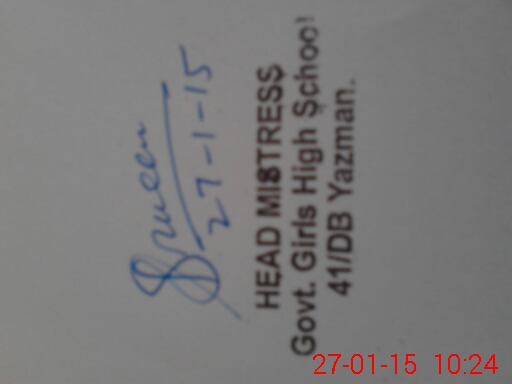 27-1-15
HEAD MISTRESS
Govt. Girls High School
41/DB Yazman.
27-01-15 10:24